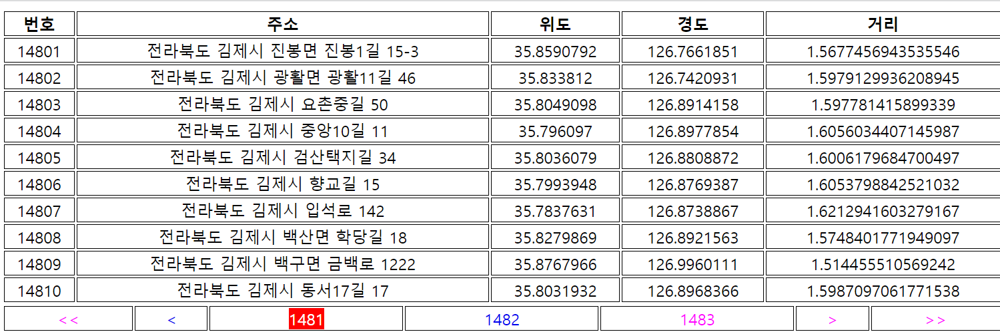 번호 주소 위도 경도 거리
14801 전라북도 김제시 진봉면 진봉1길 15-3 35.8590792 126.7661851 1.5677456943535546
14802 전라북도 김제시 광활면 광활11길 46 35.833812 126.7420931 1.5979129936208945
14803 전라북도 김제시 요촌중길 50 35.8049098 126.8914158 1.597781415899339
14804 전라북도 김제시 중앙10길 11 35.796097 126.8977854 1.6056034407145987
14805 전라북도 김제시 검산택지길 34 35.8036079 126.8808872 1.6006179684700497
14806 전라북도 김제시 향교길 15 35.7993948 126.8769387 1.6053798842521032
14807 전라북도 김제시 입석로 142 35.7837631 126.8738867 1.6212941603279167
14808 전라북도 김제시 백산면 학당길 18 35.8279869 126.8921563 1.5748401771949097
14809 전라북도 김제시 백구면 금백로 1222 35.8767966 126.9960111 1.514455510569242
14810 전라북도 김제시 동서17길 17 35.8031932 126.8968366 1.5987097061771538
<< < 1481 1482 1483 > >>